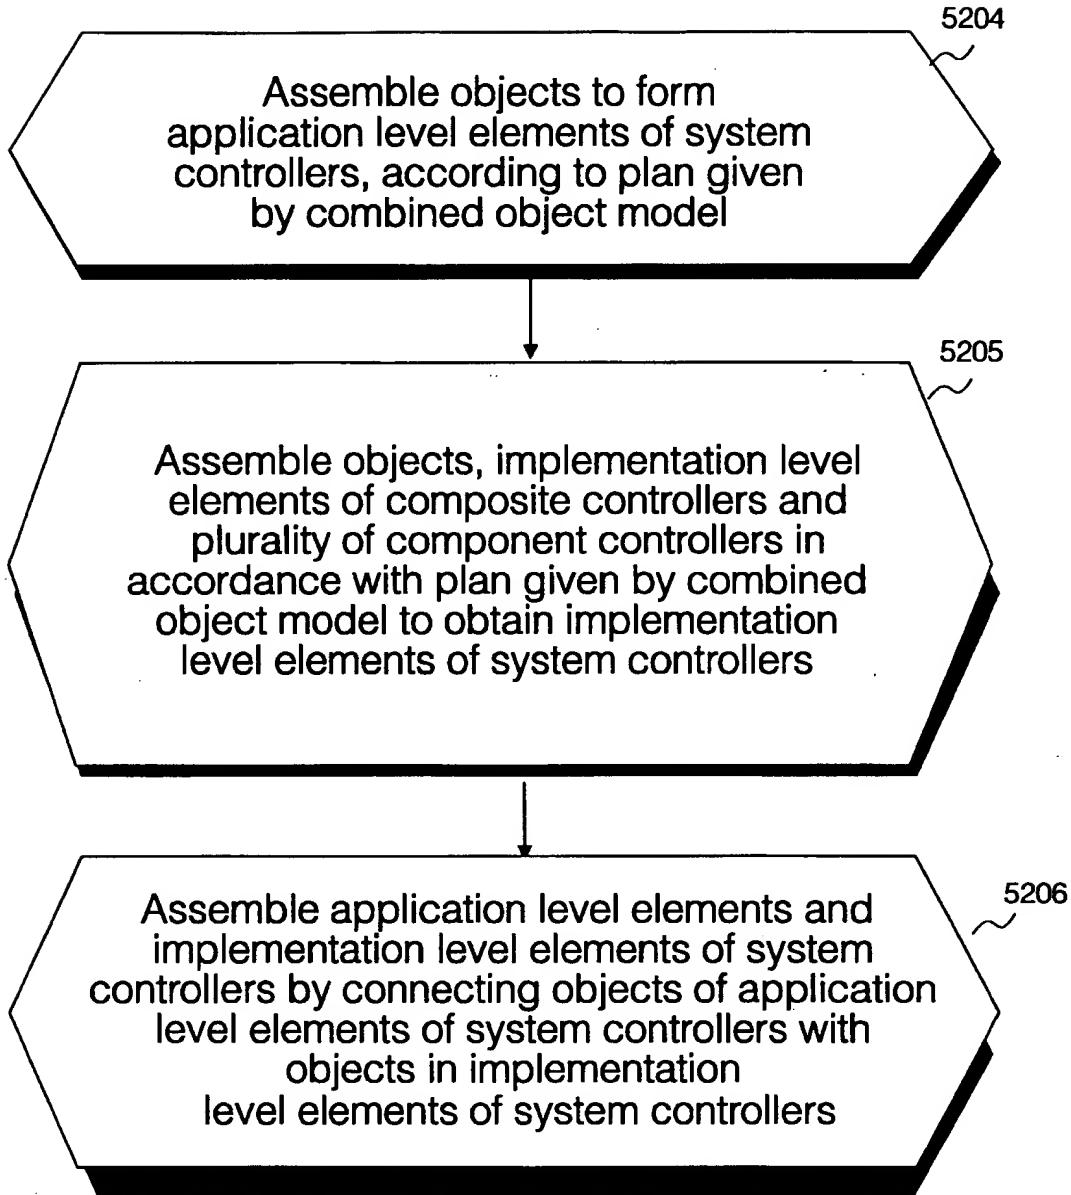 5204
Assemble objects to form
application level elements of system
controllers, according to plan given
by combined object model
5205
Assemble objects, implementation level
elements of composite controllers and
plurality of component controllers in
accordance with plan given by combined
object model to obtain implementation
level elements of system controllers
5206
Assemble application level elements and
implementation level elements of system
controllers by connecting objects of application
level elements of system controllers with
objects in implementation
level elements of system controllers